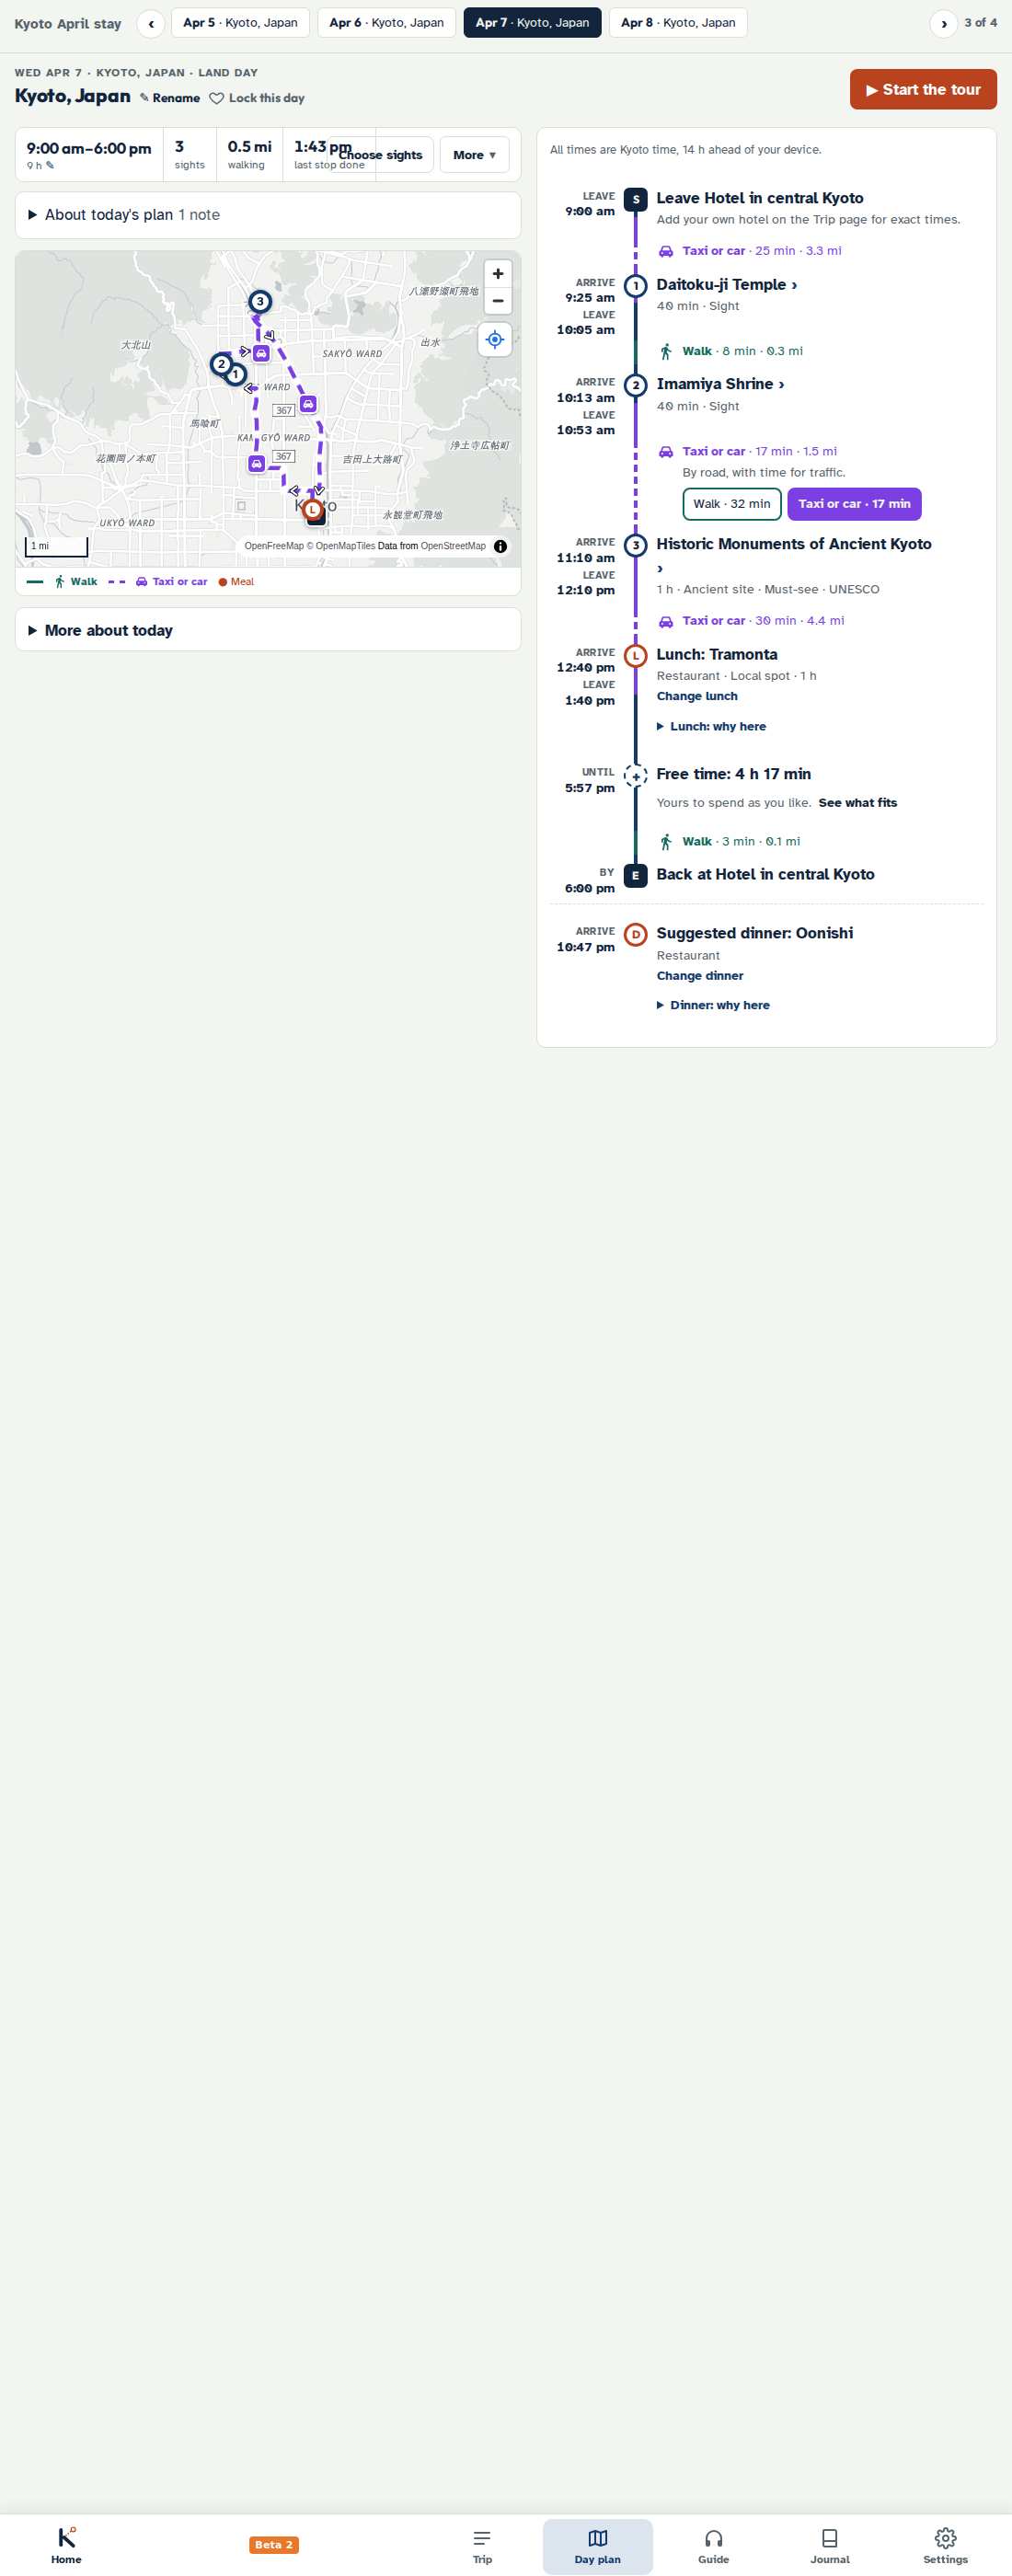 Kyoto April stay
‹
Apr 5 · Kyoto, Japan
Apr 6 · Kyoto, Japan
Apr 7 · Kyoto, Japan
Apr 8 · Kyoto, Japan
›
3 of 4
WED APR 7 · KYOTO, JAPAN · LAND DAY
Kyoto, Japan
✎ Rename
Lock this day
▶ Start the tour
9:00 am–6:00 pm
9 h ✎
3
sights
0.5 mi
walking
1:43 pm
last stop done
Choose sights
More ▼
▶ About today's plan 1 note
八瀬野瀬町飛地
大北山
出水
SAKYŌ WARD
WARD
367
馬喰町
GYŌ WARD
花園岡ノ本町
367
吉田上大路町
浄土寺広帖町
UKYŌ WARD
永観堂町飛地
3
2
1
L
+
−
1 mi
OpenFreeMap © OpenMapTiles Data from OpenStreetMap
Walk
Taxi or car
Meal
▶ More about today
All times are Kyoto time, 14 h ahead of your device.
LEAVE
9:00 am
S
Leave Hotel in central Kyoto
Add your own hotel on the Trip page for exact times.
Taxi or car · 25 min · 3.3 mi
ARRIVE
9:25 am
LEAVE
10:05 am
1
Daitoku-ji Temple ›
40 min · Sight
Walk · 8 min · 0.3 mi
ARRIVE
10:13 am
LEAVE
10:53 am
2
Imamiya Shrine ›
40 min · Sight
Taxi or car · 17 min · 1.5 mi
By road, with time for traffic.
Walk · 32 min
Taxi or car · 17 min
ARRIVE
11:10 am
LEAVE
12:10 pm
3
Historic Monuments of Ancient Kyoto
›
1 h · Ancient site · Must-see · UNESCO
Taxi or car · 30 min · 4.4 mi
ARRIVE
12:40 pm
LEAVE
1:40 pm
L
Lunch: Tramonta
Restaurant · Local spot · 1 h
Change lunch
▶ Lunch: why here
UNTIL
5:57 pm
+
Free time: 4 h 17 min
Yours to spend as you like. See what fits
Walk · 3 min · 0.1 mi
BY
6:00 pm
E
Back at Hotel in central Kyoto
ARRIVE
10:47 pm
D
Suggested dinner: Oonishi
Restaurant
Change dinner
▶ Dinner: why here
Home
Beta 2
Trip
Day plan
Guide
Journal
Settings